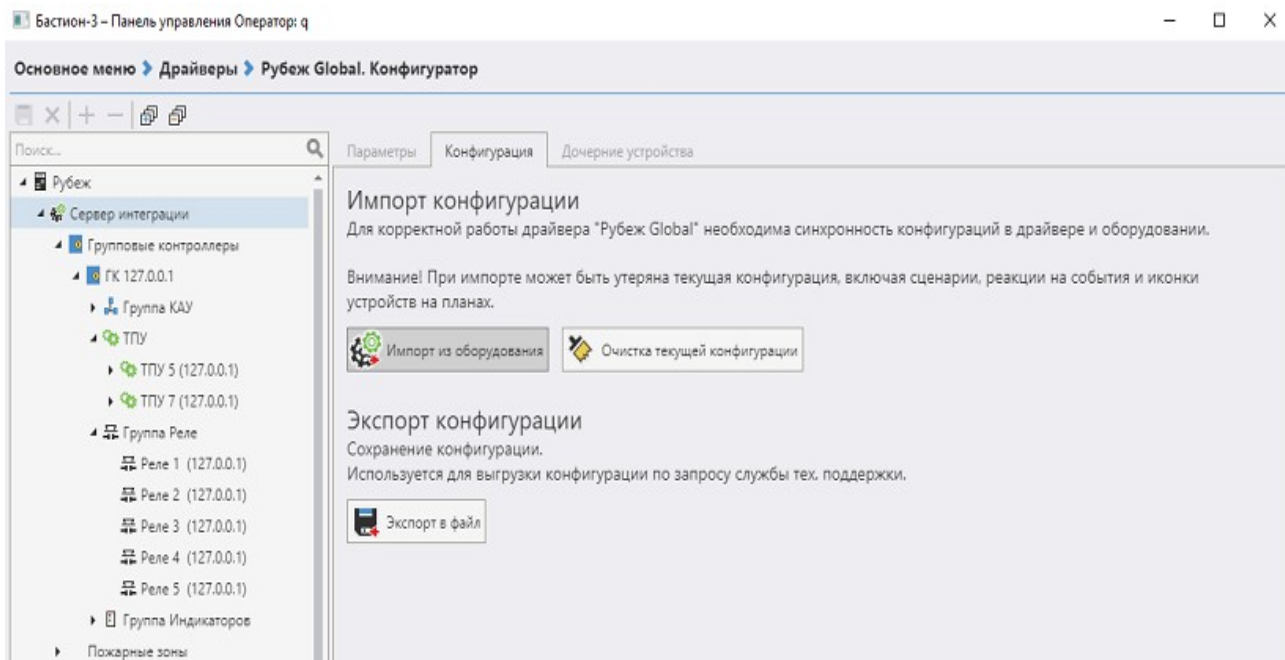 Бастион-3 – Панель управления Оператор: q
Основное меню Драйверы Рубеж Global. Конфигуратор
Поиск...
Рубеж
Сервер интеграции
Групповые контроллеры
ГК 127.0.0.1
Группа КАУ
ТПУ
ТПУ 5 (127.0.0.1)
ТПУ 7 (127.0.0.1)
Группа Реле
Реле 1 (127.0.0.1)
Реле 2 (127.0.0.1)
Реле 3 (127.0.0.1)
Реле 4 (127.0.0.1)
Реле 5 (127.0.0.1)
Группа Индикаторов
Пожарные зоны
Параметры Конфигурация Дочерние устройства
Импорт конфигурации
Для корректной работы драйвера "Рубеж Global" необходима синхронность конфигураций в драйвере и оборудовании.
Внимание! При импорте может быть утеряна текущая конфигурация, включая сценарии, реакции на события и иконки
устройств на планах.
Импорт из оборудования Очистка текущей конфигурации
Экспорт конфигурации
Сохранение конфигурации.
Используется для выгрузки конфигурации по запросу службы тех. поддержки.
Экспорт в файл